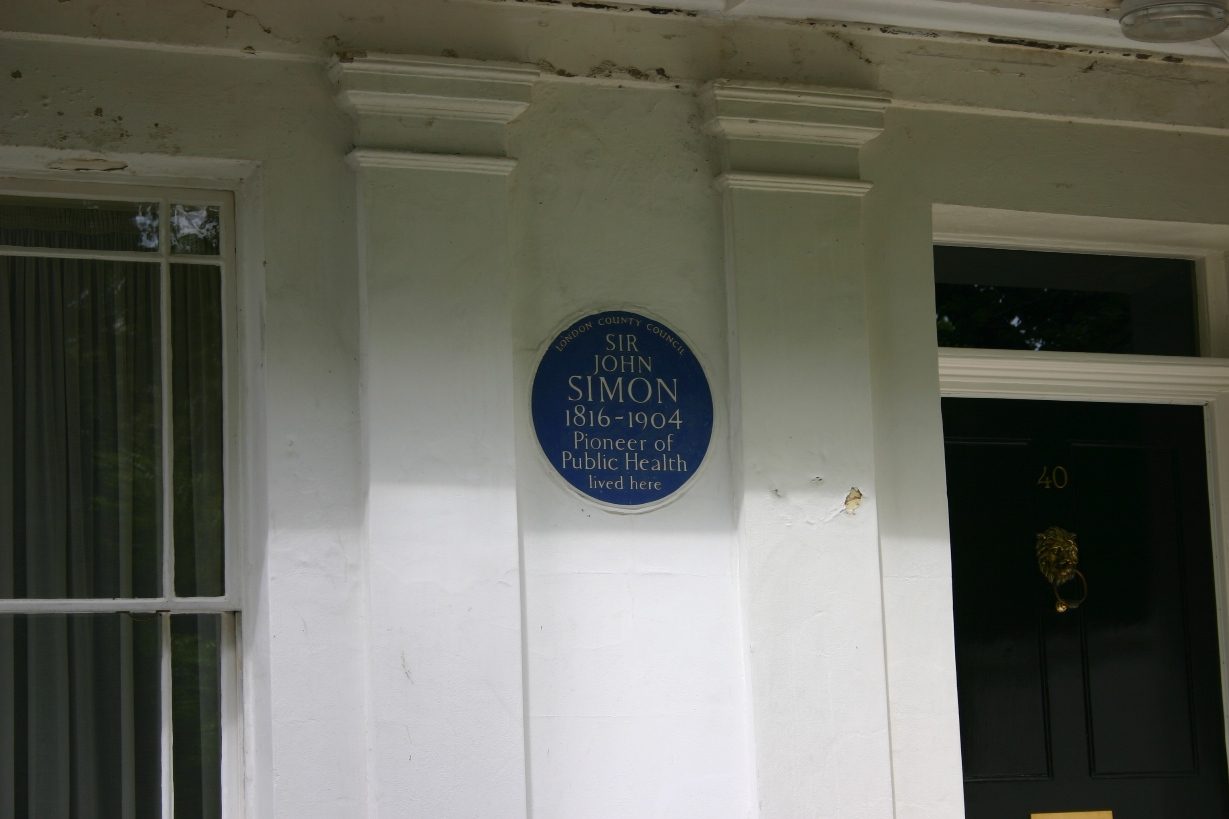 LONDON COUNTY COUNCIL
SIR
JOHN
SIMON
1816-1904
Pioneer of
Public Health
lived here
40